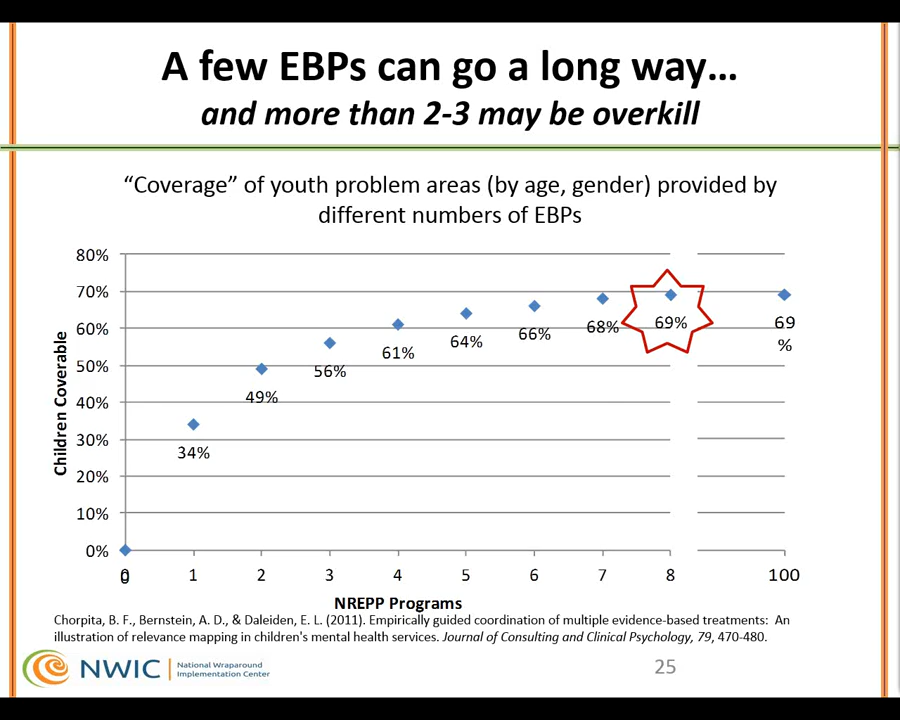 A few EBPs can go a long way…
and more than 2-3 may be overkill
“Coverage” of youth problem areas (by age, gender) provided by
different numbers of EBPs
80%
70%
60%
50%
40%
30%
20%
10%
0%
Children Coverable
34%
49%
56%
61%
64%
66%
68%
69%
69
%
0
0 1 2 3 4 5 6 7 8 100
NREPP Programs
Chorpita, B. F., Bernstein, A. D., & Daleiden, E. L. (2011). Empirically guided coordination of multiple evidence-based treatments: An
illustration of relevance mapping in children's mental health services. Journal of Consulting and Clinical Psychology, 79, 470-480.
NWIC
National Wraparound
Implementation Center
25